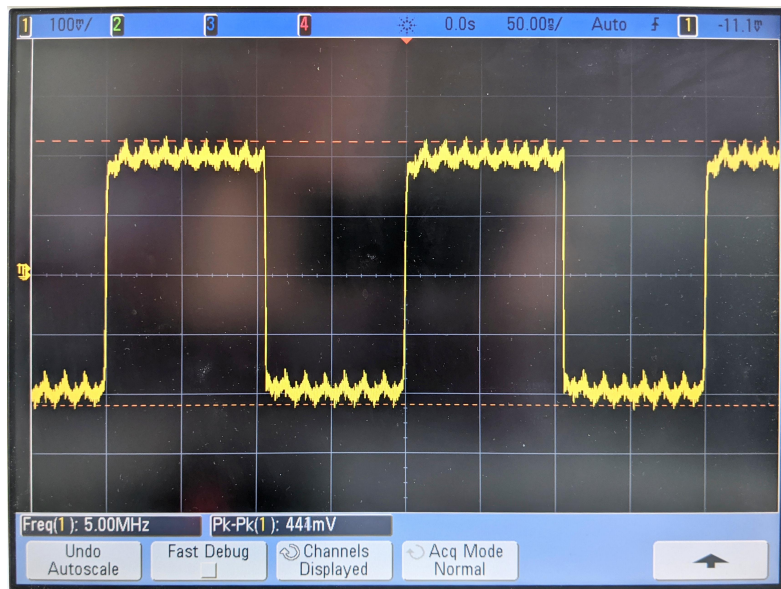 1 100mV/ 2 3 4 0.0s 50.00ns/ Auto 1 -11.1mV
Freq(1): 5.00MHz Pk-Pk(1): 441mV
Undo Autoscale
Fast Debug
Channels Displayed
Acq Mode Normal